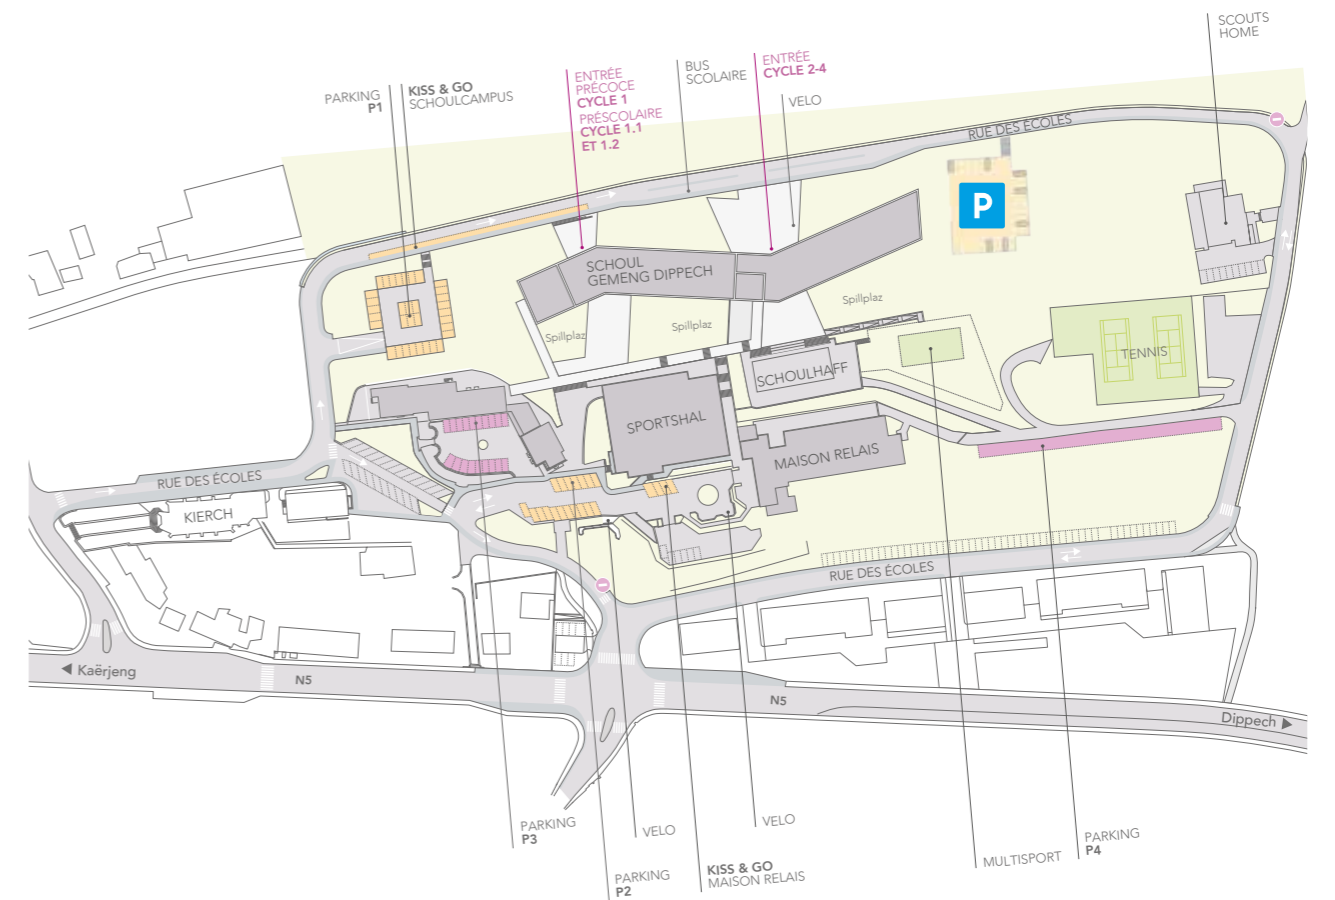 SCOUTS
HOME
ENTRÉE
CYCLE 2-4
BUS
SCOLAIRE
ENTRÉE
PRÉCOCE
CYCLE 1
PRÉSCOLAIRE
CYCLE 1.1
ET 1.2
PARKING
P1
KISS & GO
SCHOULCAMPUS
VELO
RUE DES ÉCOLES
P
SCHOUL
GEMENG DIPPECH
Spillplaz
Spillplaz
Spillplaz
TENNIS
SCHOULHAFF
SPORTSHAL
MAISON RELAIS
RUE DES ÉCOLES
KIERCH
RUE DES ÉCOLES
Kaërjeng
N5
N5
Dippech
PARKING
P3
VELO
VELO
PARKING
P4
MULTISPORT
KISS & GO
MAISON RELAIS
PARKING
P2